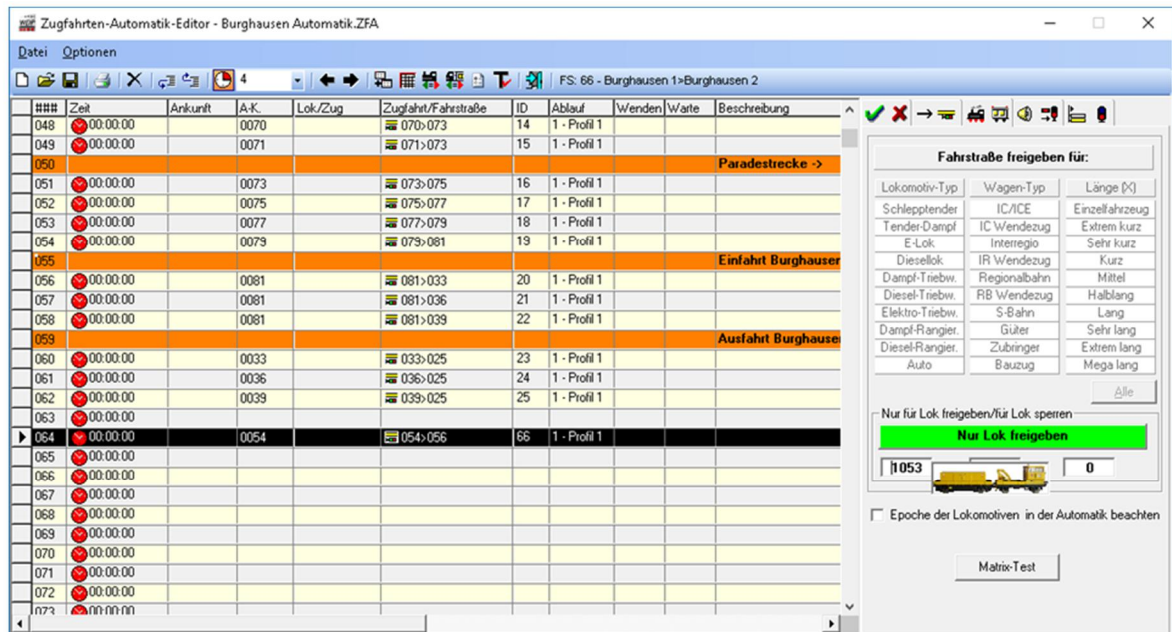 Zugfahrten-Automatik-Editor - Burghausen Automatik.ZFA
Datei Optionen
4 FS: 66 - Burghausen 1>Burghausen 2
### Zeit Ankunft A-K. Lok/Zug Zugfahrt/Fahrstraße ID Ablauf Wenden Warte Beschreibung
048 00:00:00 0070 070>073 14 1 - Profil 1
049 00:00:00 0071 071>073 15 1 - Profil 1
050 Paradestrecke ->
051 00:00:00 0073 073>075 16 1 - Profil 1
052 00:00:00 0075 075>077 17 1 - Profil 1
053 00:00:00 0077 077>079 18 1 - Profil 1
054 00:00:00 0079 079>081 19 1 - Profil 1
055 Einfahrt Burghausen
056 00:00:00 0081 081>033 20 1 - Profil 1
057 00:00:00 0081 081>036 21 1 - Profil 1
058 00:00:00 0081 081>039 22 1 - Profil 1
059 Ausfahrt Burghause
060 00:00:00 0033 033>025 23 1 - Profil 1
061 00:00:00 0036 036>025 24 1 - Profil 1
062 00:00:00 0039 039>025 25 1 - Profil 1
063 00:00:00
064 00:00:00 0054 054>056 66 1 - Profil 1
065 00:00:00
066 00:00:00
067 00:00:00
068 00:00:00
069 00:00:00
070 00:00:00
071 00:00:00
072 00:00:00
073 00:00:00
Fahrstraße freigeben für:
Lokomotiv-Typ Wagen-Typ Länge (X)
Schlepptender IC/ICE Einzelfahrzeug
Tender-Dampf IC Wendezug Extrem kurz
E-Lok Interregio Sehr kurz
Diesellok IR Wendezug Kurz
Dampf-Triebw. Regionalbahn Mittel
Diesel-Triebw. RB Wendezug Halblang
Elektro-Triebw. S-Bahn Lang
Dampf-Rangier. Güter Sehr lang
Diesel-Rangier. Zubringer Extrem lang
Auto Bauzug Mega lang
Alle
Nur für Lok freigeben/für Lok sperren
Nur Lok freigeben
1053 0
Epoche der Lokomotiven in der Automatik beachten
Matrix-Test